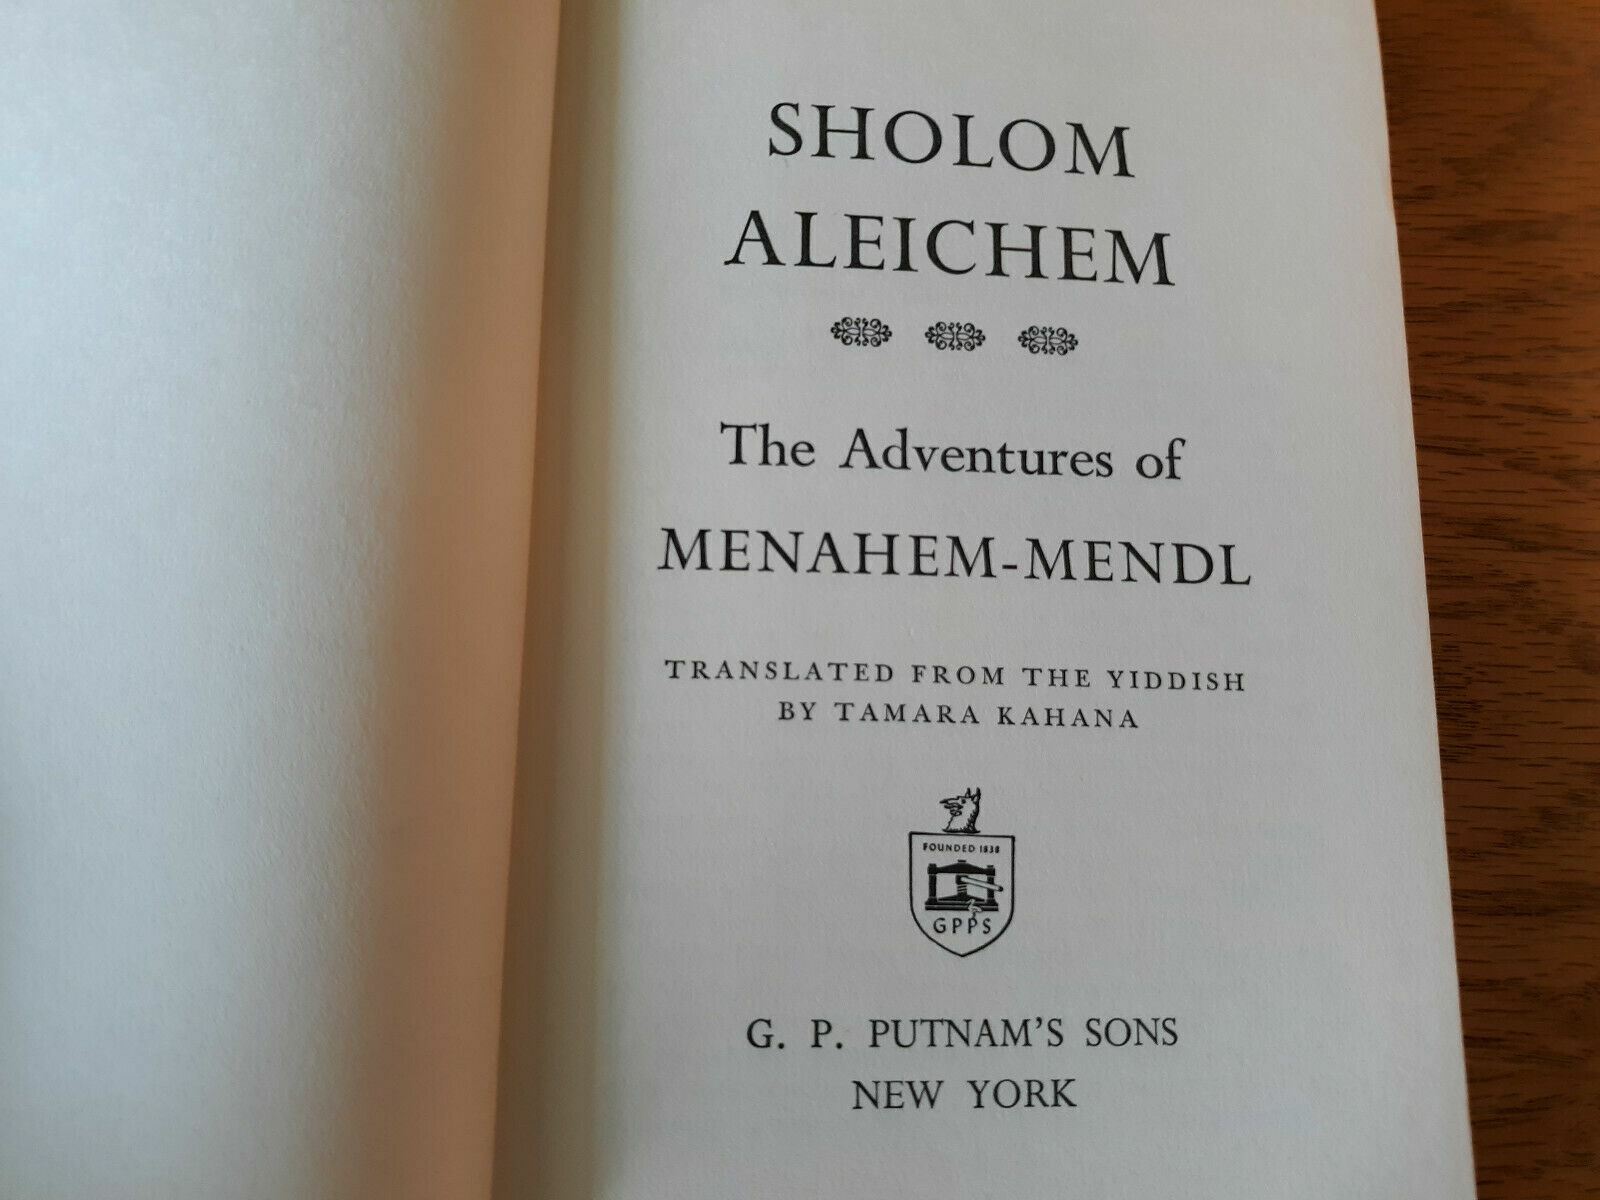 SHOLOM
ALEICHEM
The Adventures of
MENAHEM-MENDL
TRANSLATED FROM THE YIDDISH
BY TAMARA KAHANA
FOUNDED 1838
GPPS
G. P. PUTNAM'S SONS
NEW YORK